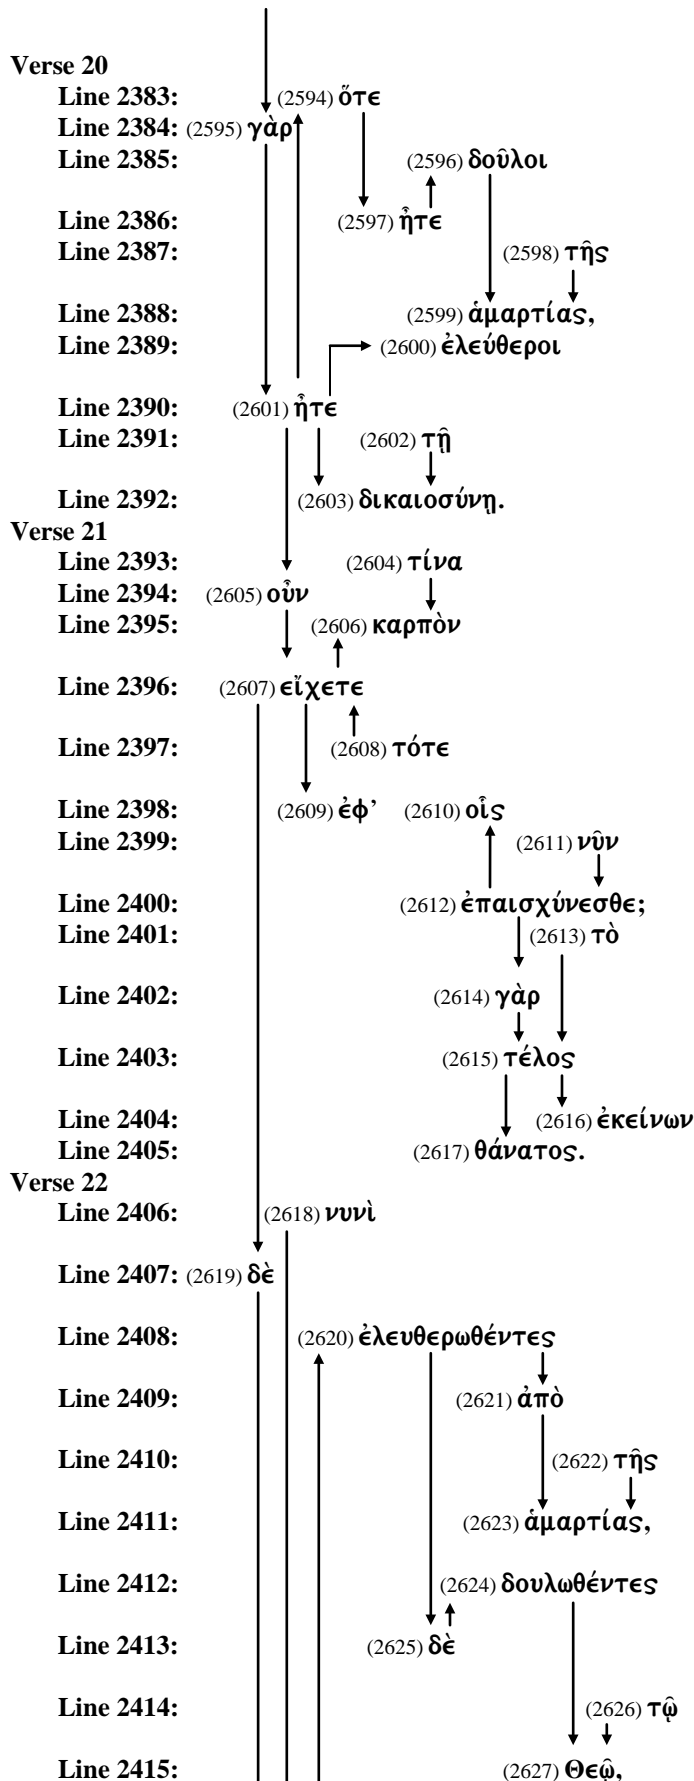 Verse 20
Line 2383: (2594) ὅτε
Line 2384: (2595) γὰρ
Line 2385: (2596) δοῦλοι
Line 2386: (2597) ἦτε
Line 2387: (2598) τῆς
Line 2388: (2599) ἁμαρτίας,
Line 2389: (2600) ἐλεύθεροι
Line 2390: (2601) ἦτε
Line 2391: (2602) τῇ
Line 2392: (2603) δικαιοσύνῃ.
Verse 21
Line 2393: (2604) τίνα
Line 2394: (2605) οὖν
Line 2395: (2606) καρπὸν
Line 2396: (2607) εἴχετε
Line 2397: (2608) τότε
Line 2398: (2609) ἐφ’ (2610) οἷς
Line 2399: (2611) νῦν
Line 2400: (2612) ἐπαισχύνεσθε;
Line 2401: (2613) τὸ
Line 2402: (2614) γὰρ
Line 2403: (2615) τέλος
Line 2404: (2616) ἐκείνων
Line 2405: (2617) θάνατος.
Verse 22
Line 2406: (2618) νυνὶ
Line 2407: (2619) δὲ
Line 2408: (2620) ἐλευθερωθέντες
Line 2409: (2621) ἀπὸ
Line 2410: (2622) τῆς
Line 2411: (2623) ἁμαρτίας,
Line 2412: (2624) δουλωθέντες
Line 2413: (2625) δὲ
Line 2414: (2626) τῷ
Line 2415: (2627) Θεῷ,